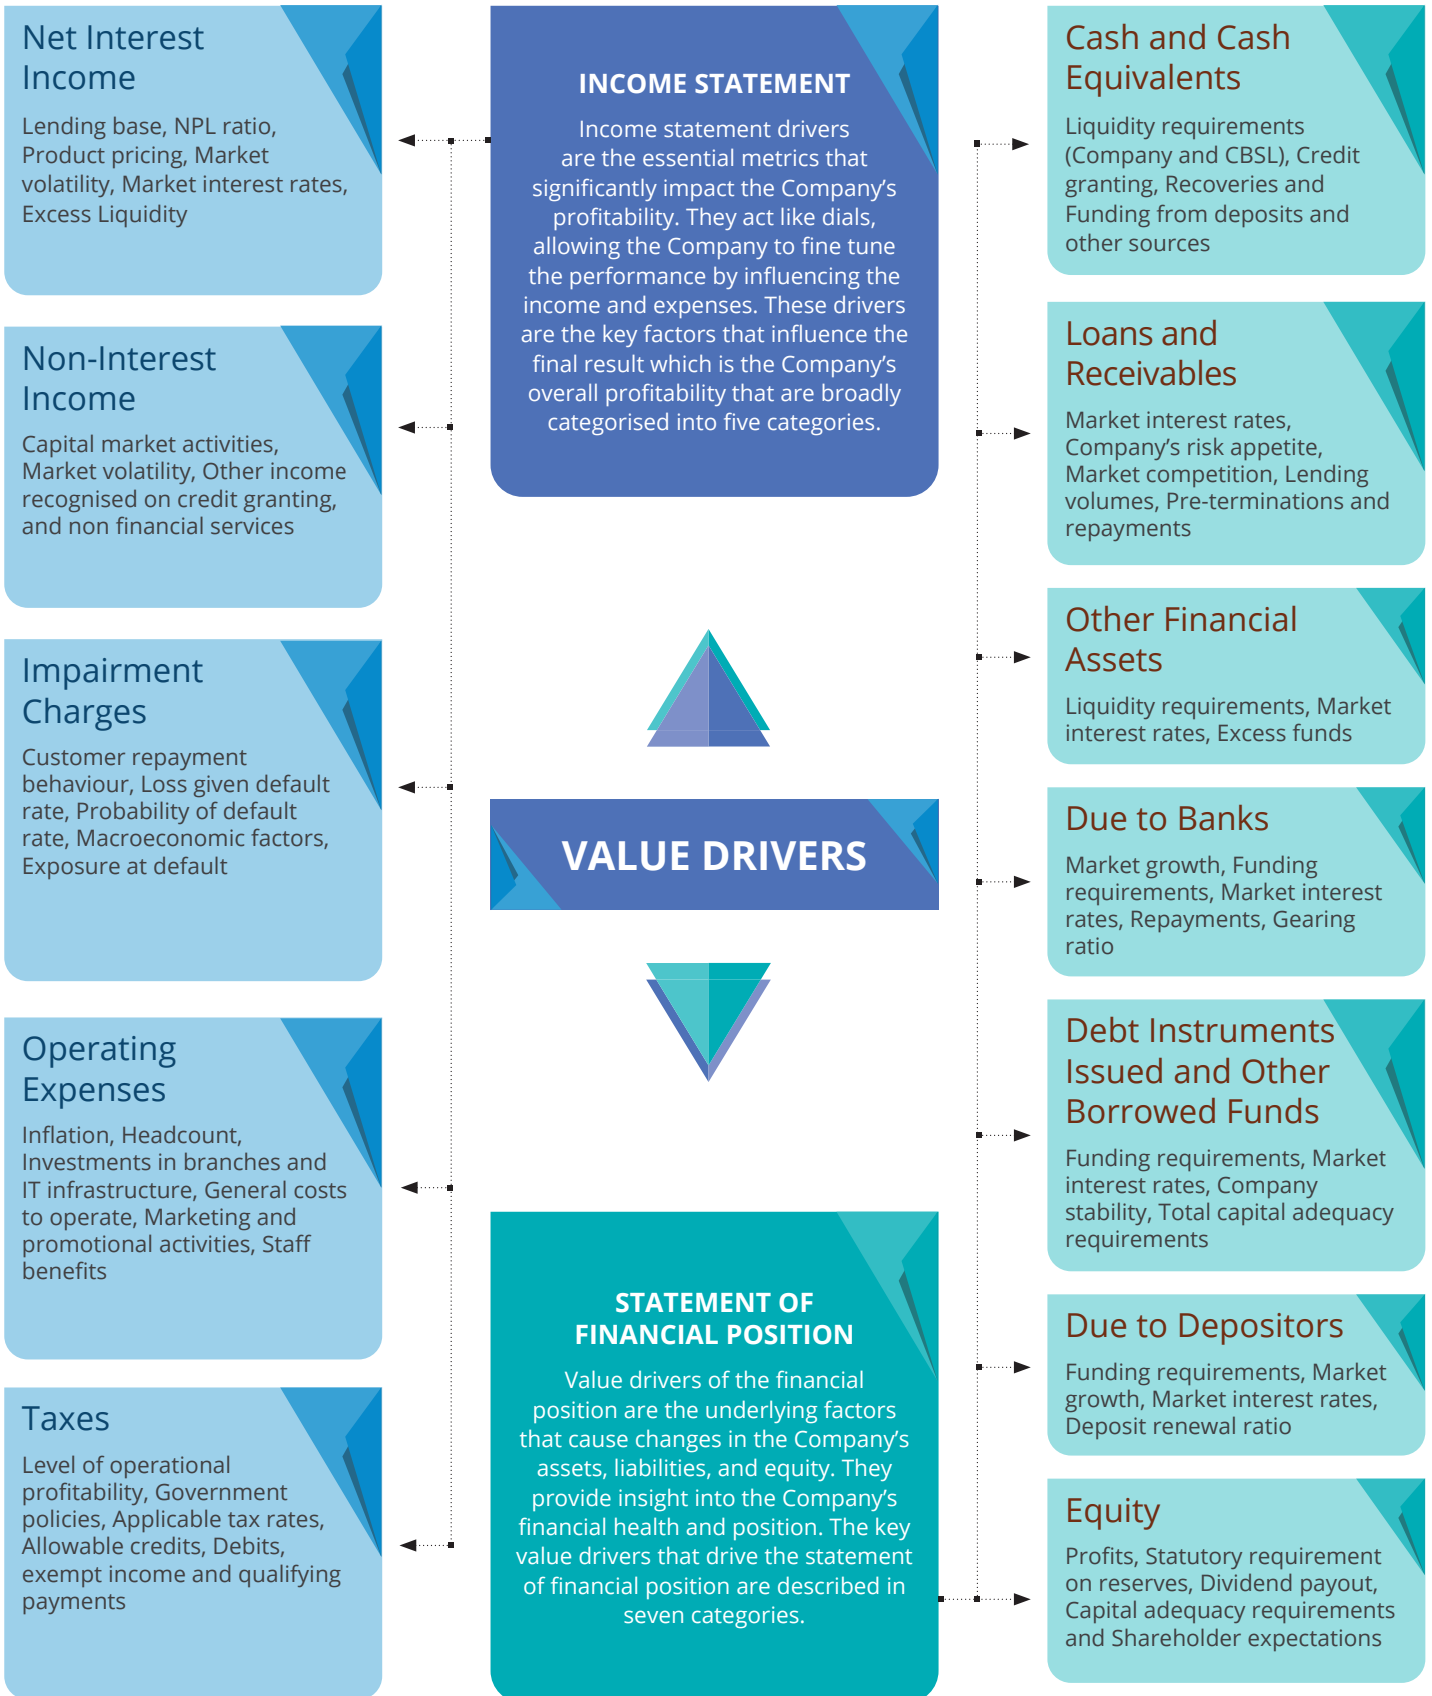 Net Interest
Income
Lending base, NPL ratio,
Product pricing, Market
volatility, Market interest rates,
Excess Liquidity
Non-Interest
Income
Capital market activities,
Market volatility, Other income
recognised on credit granting,
and non financial services
Impairment
Charges
Customer repayment
behaviour, Loss given default
rate, Probability of default
rate, Macroeconomic factors,
Exposure at default
Operating
Expenses
Inflation, Headcount,
Investments in branches and
IT infrastructure, General costs
to operate, Marketing and
promotional activities, Staff
benefits
Taxes
Level of operational
profitability, Government
policies, Applicable tax rates,
Allowable credits, Debits,
exempt income and qualifying
payments
INCOME STATEMENT
Income statement drivers
are the essential metrics that
significantly impact the Company’s
profitability. They act like dials,
allowing the Company to fine tune
the performance by influencing the
income and expenses. These drivers
are the key factors that influence the
final result which is the Company’s
overall profitability that are broadly
categorised into five categories.
VALUE DRIVERS
STATEMENT OF
FINANCIAL POSITION
Value drivers of the financial
position are the underlying factors
that cause changes in the Company’s
assets, liabilities, and equity. They
provide insight into the Company’s
financial health and position. The key
value drivers that drive the statement
of financial position are described in
seven categories.
Cash and Cash
Equivalents
Liquidity requirements
(Company and CBSL), Credit
granting, Recoveries and
Funding from deposits and
other sources
Loans and
Receivables
Market interest rates,
Company’s risk appetite,
Market competition, Lending
volumes, Pre-terminations and
repayments
Other Financial
Assets
Liquidity requirements, Market
interest rates, Excess funds
Due to Banks
Market growth, Funding
requirements, Market interest
rates, Repayments, Gearing
ratio
Debt Instruments
Issued and Other
Borrowed Funds
Funding requirements, Market
interest rates, Company
stability, Total capital adequacy
requirements
Due to Depositors
Funding requirements, Market
growth, Market interest rates,
Deposit renewal ratio
Equity
Profits, Statutory requirement
on reserves, Dividend payout,
Capital adequacy requirements
and Shareholder expectations